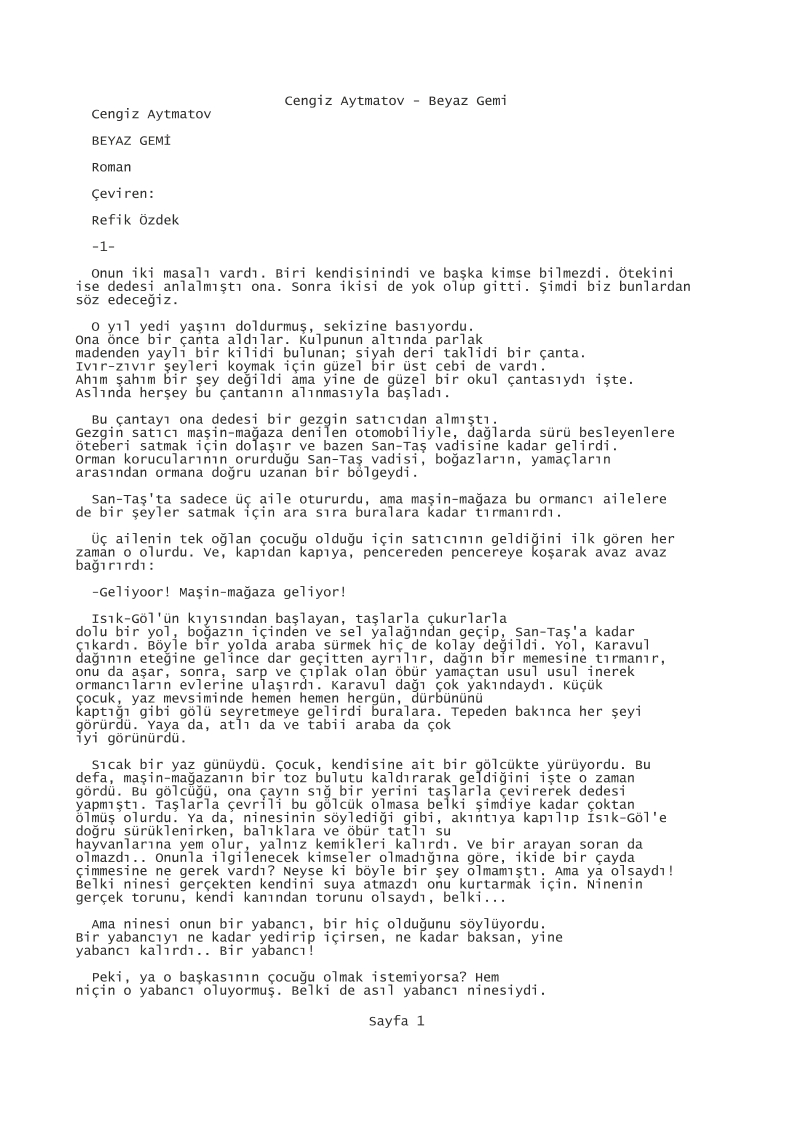 Cengiz Aytmatov - Beyaz Gemi
Cengiz Aytmatov
BEYAZ GEMİ
Roman
Çeviren:
Refik Özdek
-1-
Onun iki masalı vardı. Biri kendisinindi ve başka kimse bilmezdi. Ötekini
ise dedesi anlalmıştı ona. Sonra ikisi de yok olup gitti. Şimdi biz bunlardan
söz edeceğiz.
O yıl yedi yaşını doldurmuş, sekizine basıyordu.
Ona önce bir çanta aldılar. Kulpunun altında parlak
madenden yaylı bir kilidi bulunan; siyah deri taklidi bir çanta.
Ivır-zıvır şeyleri koymak için güzel bir üst cebi de vardı.
Ahım şahım bir şey değildi ama yine de güzel bir okul çantasıydı işte.
Aslında herşey bu çantanın alınmasıyla başladı.
Bu çantayı ona dedesi bir gezgin satıcıdan almıştı.
Gezgin satıcı maşin-mağaza denilen otomobiliyle, dağlarda sürü besleyenlere
öteberi satmak için dolaşır ve bazen San-Taş vadisine kadar gelirdi.
Orman korucularının orurduğu San-Taş vadisi, boğazların, yamaçların
arasından ormana doğru uzanan bir bölgeydi.
San-Taş'ta sadece üç aile otururdu, ama maşin-mağaza bu ormancı ailelere
de bir şeyler satmak için ara sıra buralara kadar tırmanırdı.
Üç ailenin tek oğlan çocuğu olduğu için satıcının geldiğini ilk gören her
zaman o olurdu. Ve, kapıdan kapıya, pencereden pencereye koşarak avaz avaz
bağırırdı:
-Geliyoor! Maşin-mağaza geliyor!
Isık-Göl'ün kıyısından başlayan, taşlarla çukurlarla
dolu bir yol, boğazın içinden ve sel yalağından geçip, San-Taş'a kadar
çıkardı. Böyle bir yolda araba sürmek hiç de kolay değildi. Yol, Karavul
dağının eteğine gelince dar geçitten ayrılır, dağın bir memesine tırmanır,
onu da aşar, sonra, sarp ve çıplak olan öbür yamaçtan usul usul inerek
ormancıların evlerine ulaşırdı. Karavul dağı çok yakındaydı. Küçük
çocuk, yaz mevsiminde hemen hemen hergün, dürbününü
kaptığı gibi gölü seyretmeye gelirdi buralara. Tepeden bakınca her şeyi
görürdü. Yaya da, atlı da ve tabii araba da çok
iyi görünürdü.
Sıcak bir yaz günüydü. Çocuk, kendisine ait bir gölcükte yürüyordu. Bu
defa, maşin-mağazanın bir toz bulutu kaldırarak geldiğini işte o zaman
gördü. Bu gölcüğü, ona çayın sığ bir yerini taşlarla çevirerek dedesi
yapmıştı. Taşlarla çevrili bu gölcük olmasa belki şimdiye kadar çoktan
ölmüş olurdu. Ya da, ninesinin söylediği gibi, akıntıya kapılıp Isık-Göl'e
doğru sürüklenirken, balıklara ve öbür tatlı su
hayvanlarına yem olur, yalnız kemikleri kalırdı. Ve bir arayan soran da
olmazdı.. Onunla ilgilenecek kimseler olmadığına göre, ikide bir çayda
çimmesine ne gerek vardı? Neyse ki böyle bir şey olmamıştı. Ama ya olsaydı!
Belki ninesi gerçekten kendini suya atmazdı onu kurtarmak için. Ninenin
gerçek torunu, kendi kanından torunu olsaydı, belki...
Ama ninesi onun bir yabancı, bir hiç olduğunu söylüyordu.
Bir yabancıyı ne kadar yedirip içirsen, ne kadar baksan, yine
yabancı kalırdı.. Bir yabancı!
Peki, ya o başkasının çocuğu olmak istemiyorsa? Hem
niçin o yabancı oluyormuş. Belki de asıl yabancı ninesiydi.
Sayfa 1